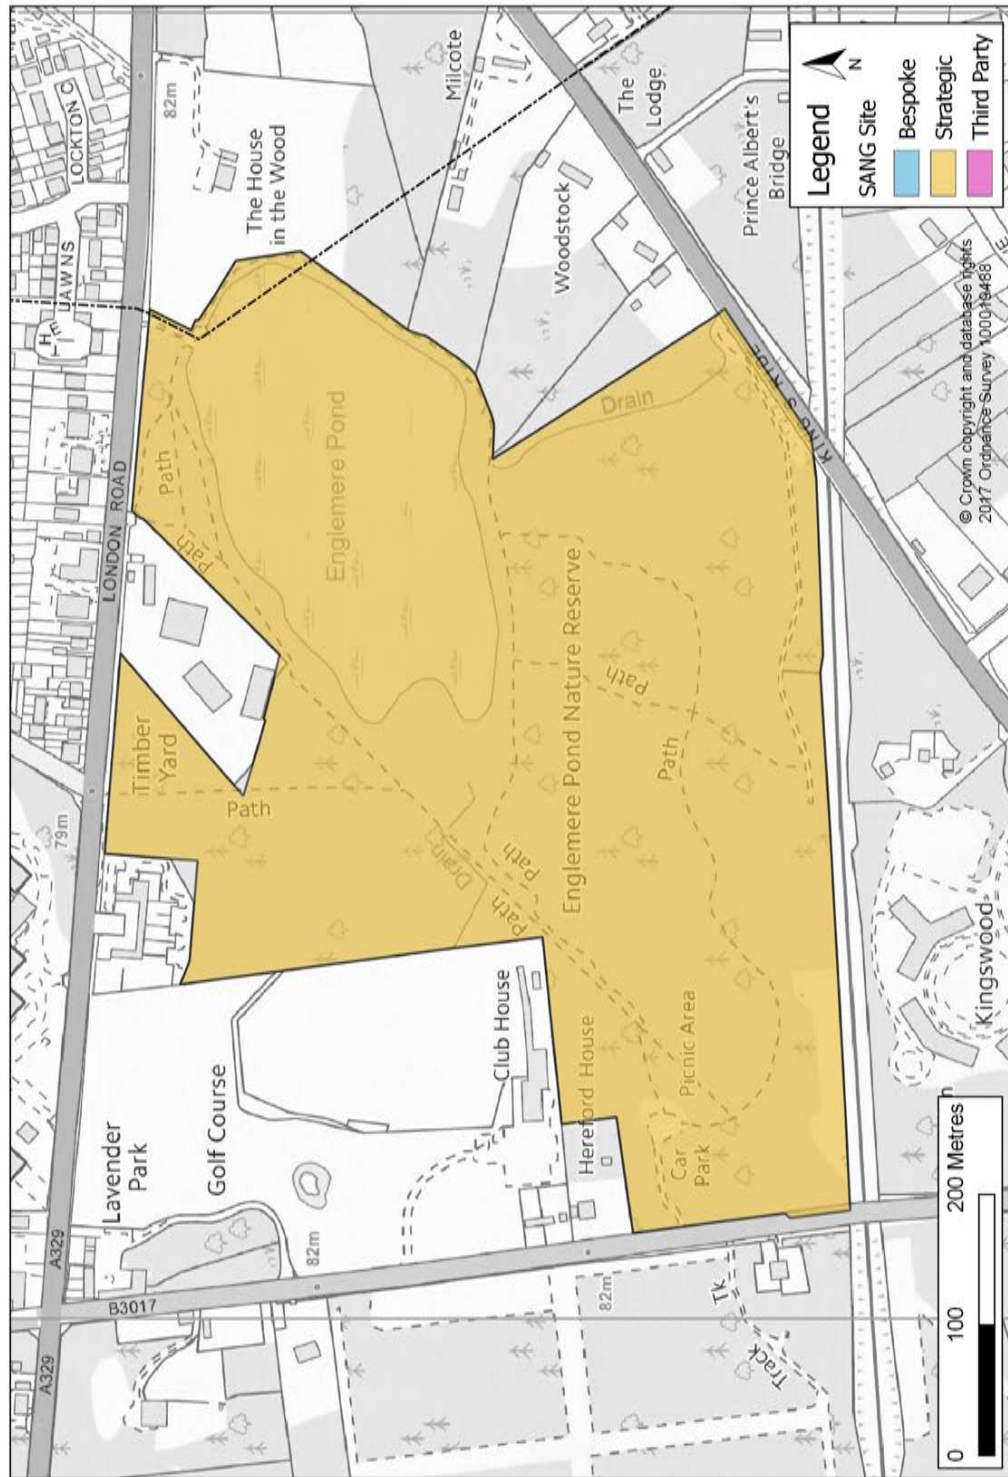 LOCKTON C
LAWNS
82m
The House
in the Wood
Milcote
The
Lodge
Prince Albert's
Bridge
Woodstock
LONDON ROAD
Path
Path
Englemere Pond
Drain
KING'S RIDE
Timber
Yard
Path
79m
Drain
Path
Path
Englemere Pond Nature Reserve
Path
Path
Lavender
Park
Golf Course
Club House
Hereford House
Picnic Area
Car
Park
Kingswood
82m
82m
A329
A329
B3017
Tk
Track
Legend
N
SANG Site
Bespoke
Strategic
Third Party
© Crown copyright and database rights
2017 Ordnance Survey 100019488
0 100 200 Metres